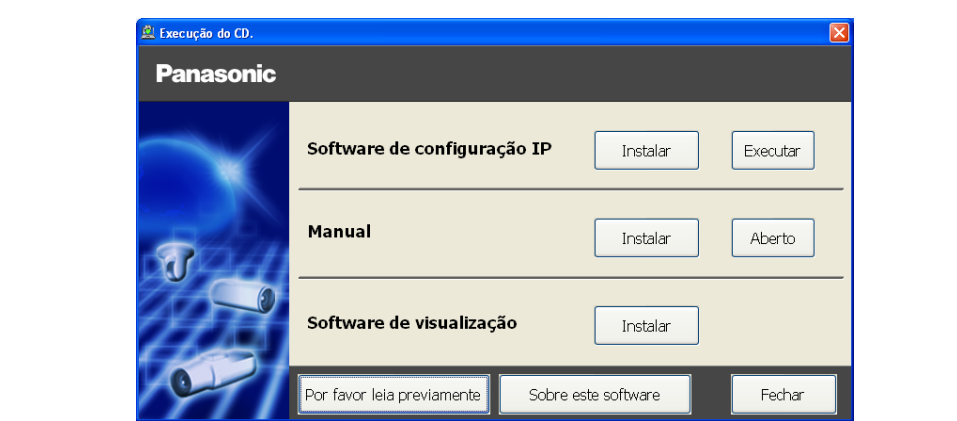 Execução do CD.
Panasonic
Software de configuração IP Instalar Executar
Manual Instalar Aberto
Software de visualização Instalar
Por favor leia previamente Sobre este software Fechar